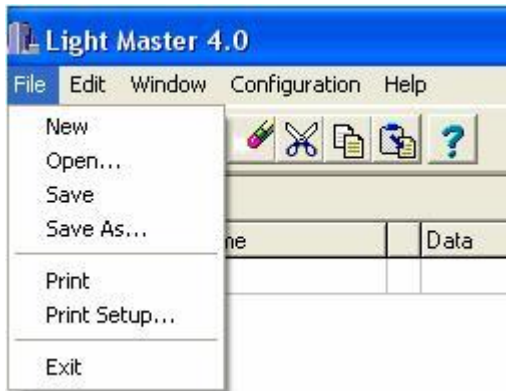 Light Master 4.0
File Edit Window Configuration Help
New
Open...
Save
Save As...
me Data
Print
Print Setup...
Exit